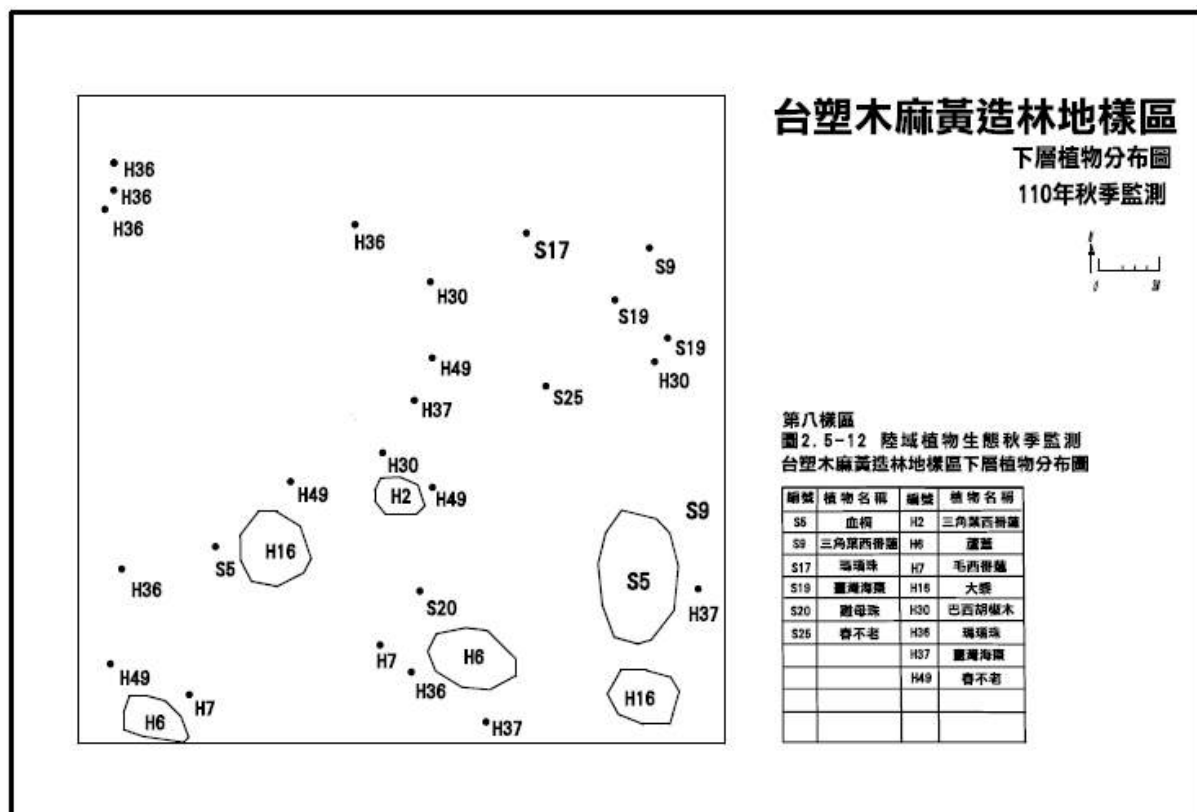 台塑木麻黃造林地樣區
下層植物分布圖
110年秋季監測
H36
H36
H36
H36
S17
S9
H30
S19
S19
H49
H30
S25
H37
H30
H49
H2
H49
S9
H16
S5
S5
H36
S20
H37
H7
H6
H36
H49
H16
H7
H6
H37
第八樣區
圖2.5-12 陸域植物生態秋季監測
台塑木麻黃造林地樣區下層植物分布圖
編號 植物名稱 編號 植物名稱
S5 血桐 H2 三角葉西番蓮
S9 三角葉西番蓮 H6 蘆薈
S17 瑪瑙珠 H7 毛西番蓮
S19 臺灣海棗 H16 大黍
S20 雞母珠 H30 巴西胡椒木
S25 春不老 H36 瑪瑙珠
H37 臺灣海棗
H49 春不老